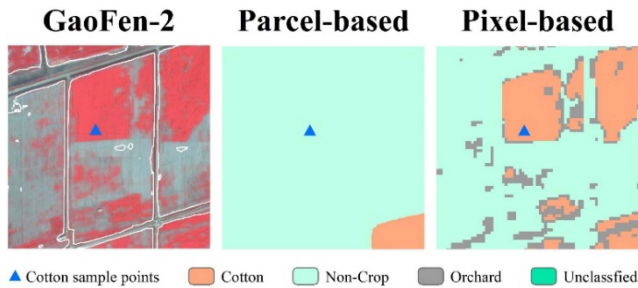 GaoFen-2 Parcel-based Pixel-based
Cotton sample points Cotton Non-Crop Orchard Unclassfied